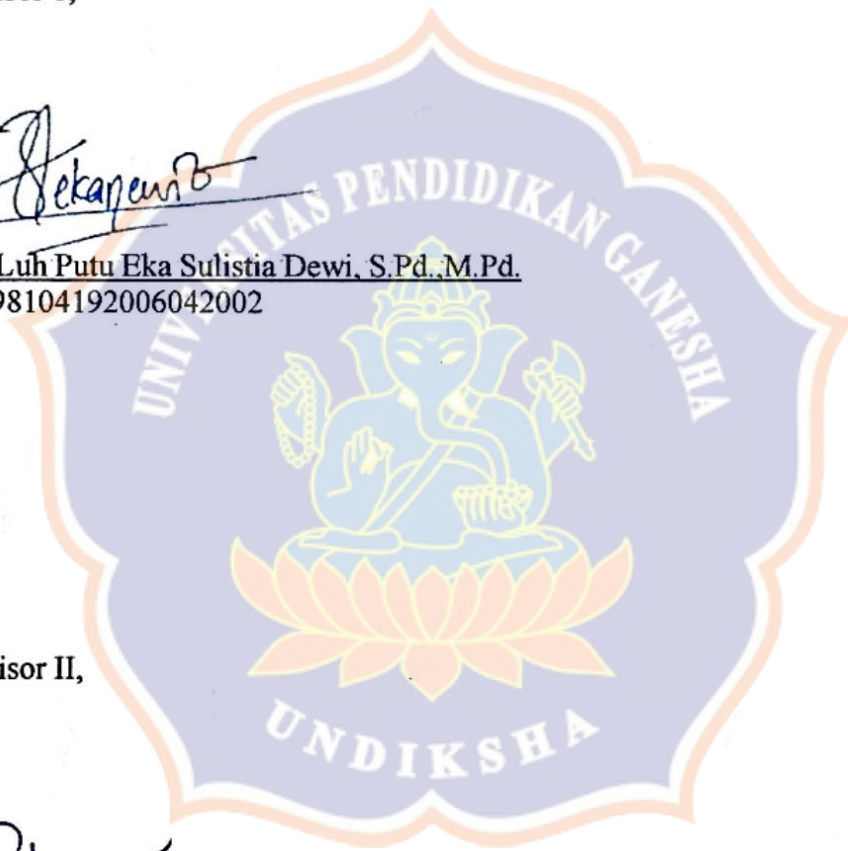 Luh Putu Eka Sulistia Dewi, S.Pd.,M.Pd.
98104192006042002
isor II,
UNIVERSITAS PENDIDIKAN GANESHA
UNDIKSHA